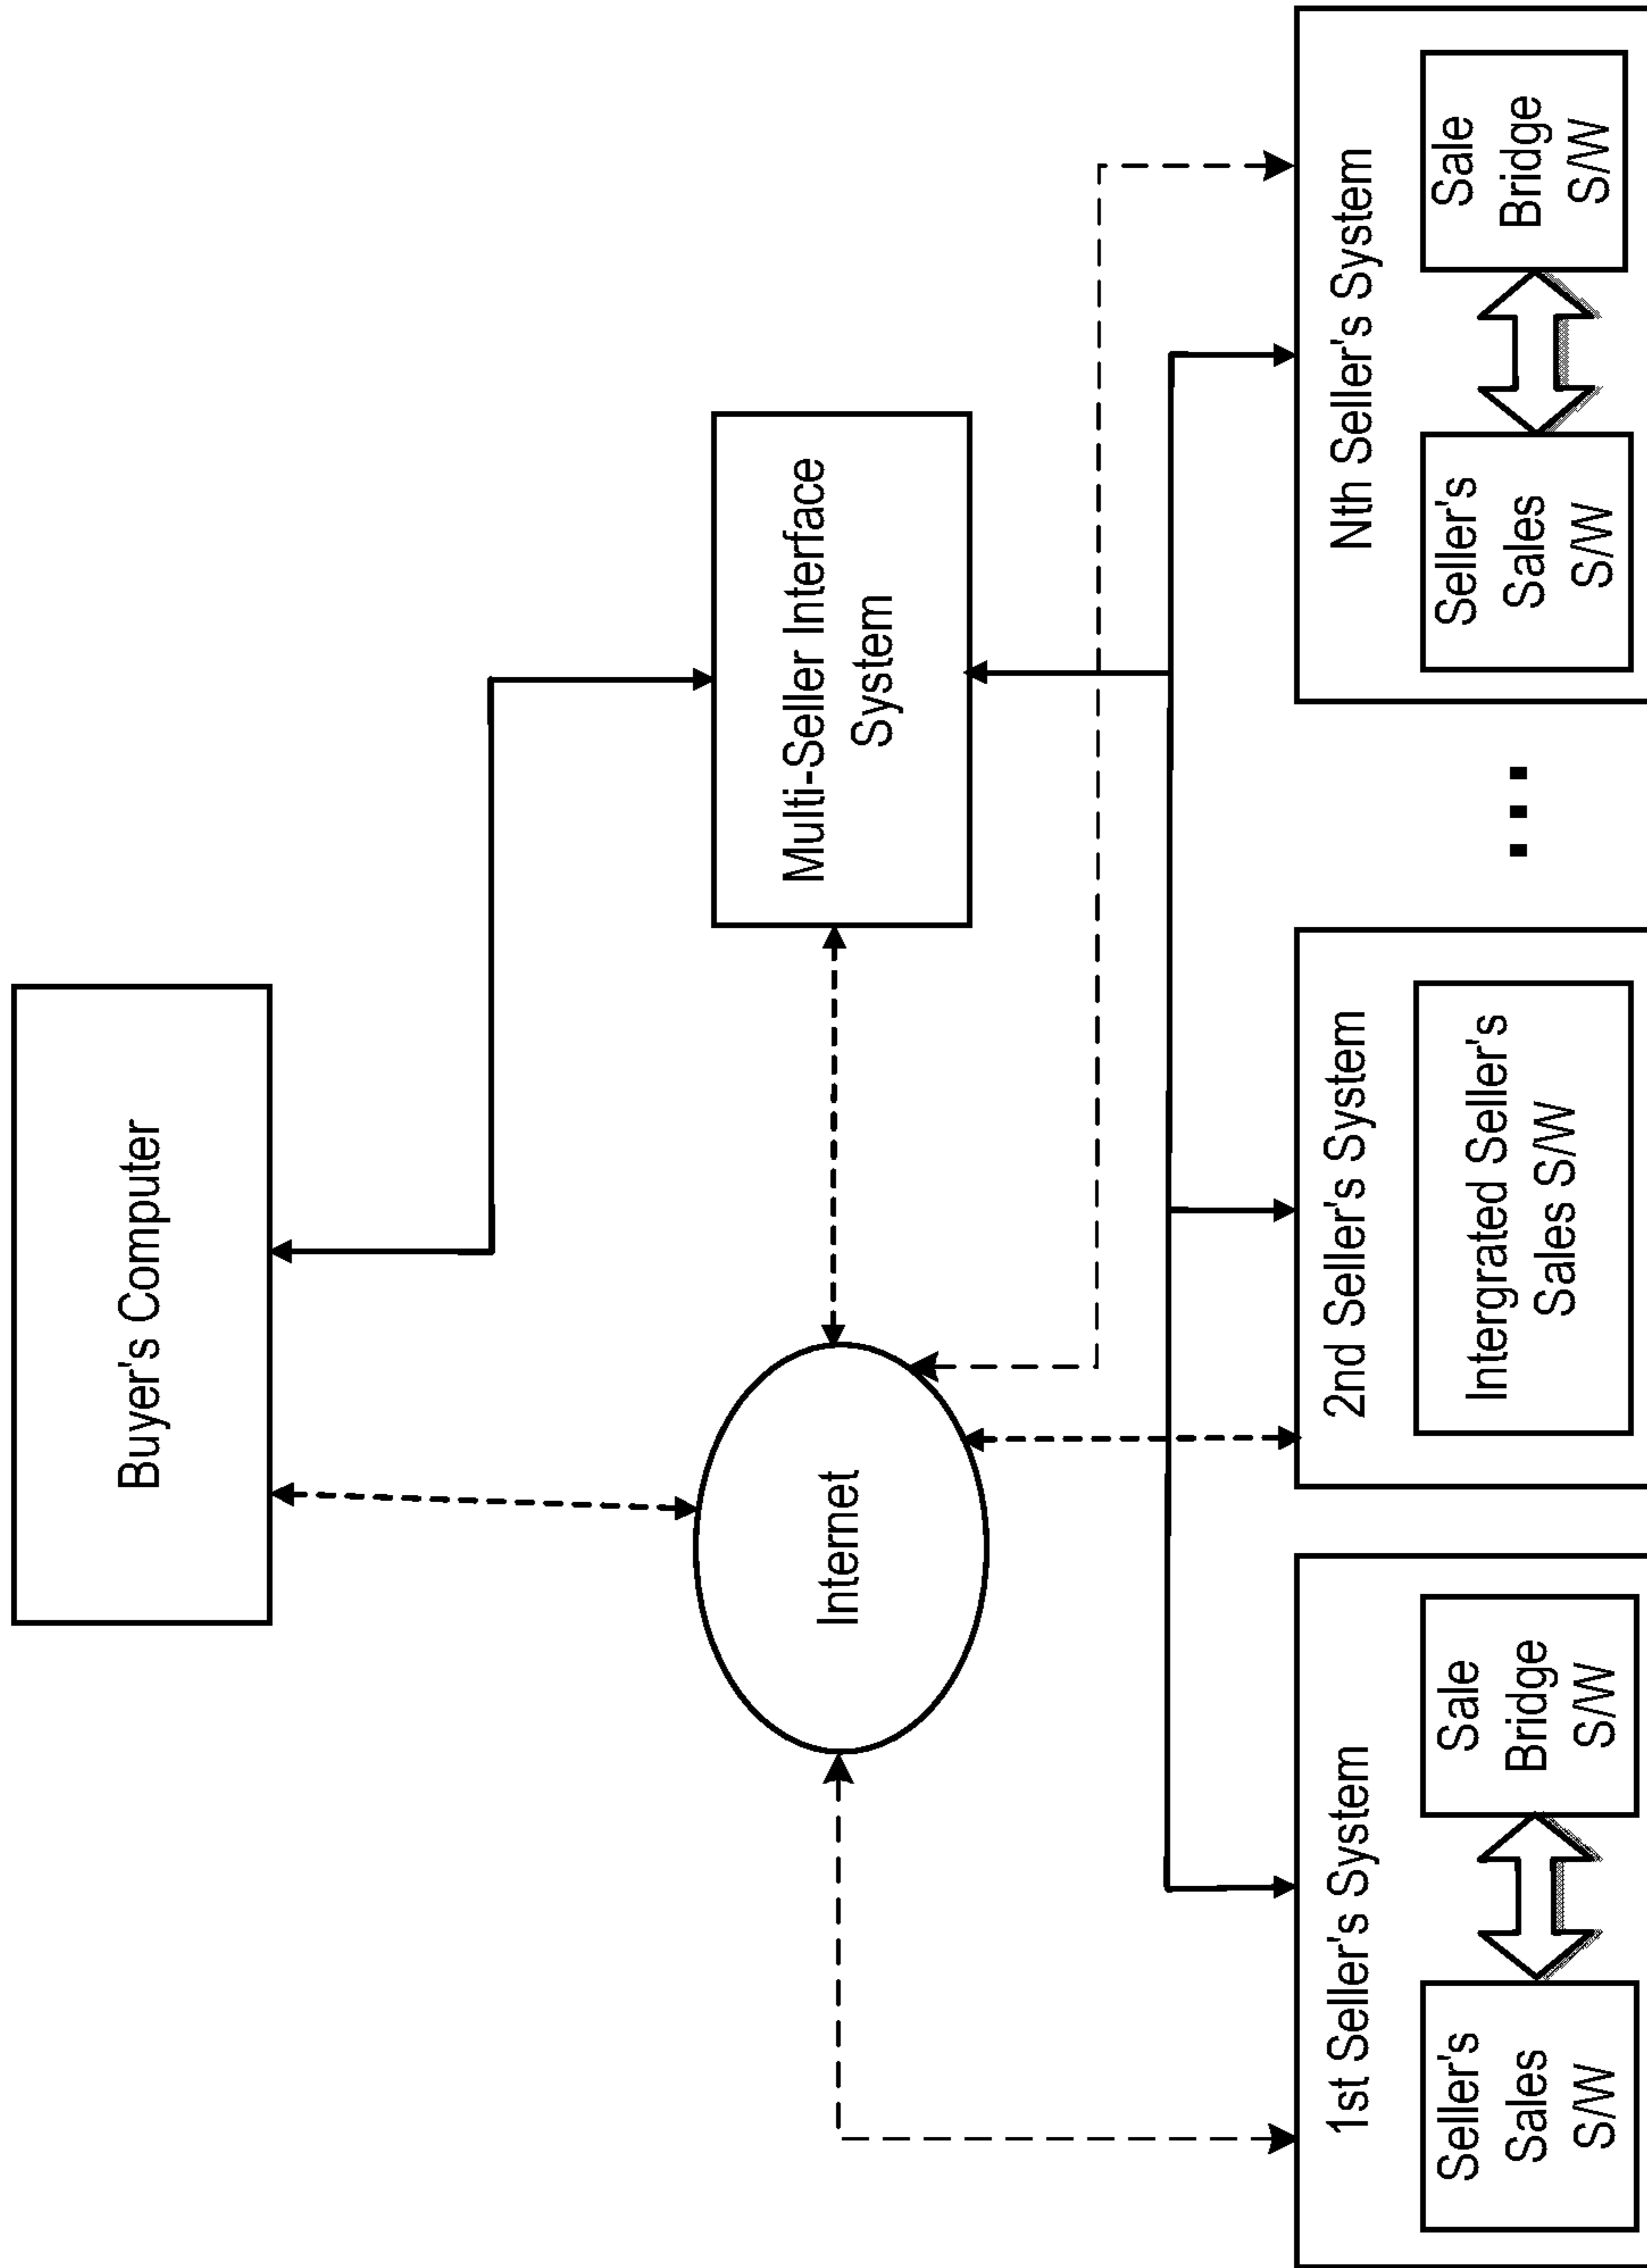 Buyer's Computer
Internet
Multi-Seller Interface
System
1st Seller's System
Seller's
Sales
S/W
Sale
Bridge
S/W
2nd Seller's System
Intergrated Seller's
Sales S/W
...
Nth Seller's System
Seller's
Sales
S/W
Sale
Bridge
S/W